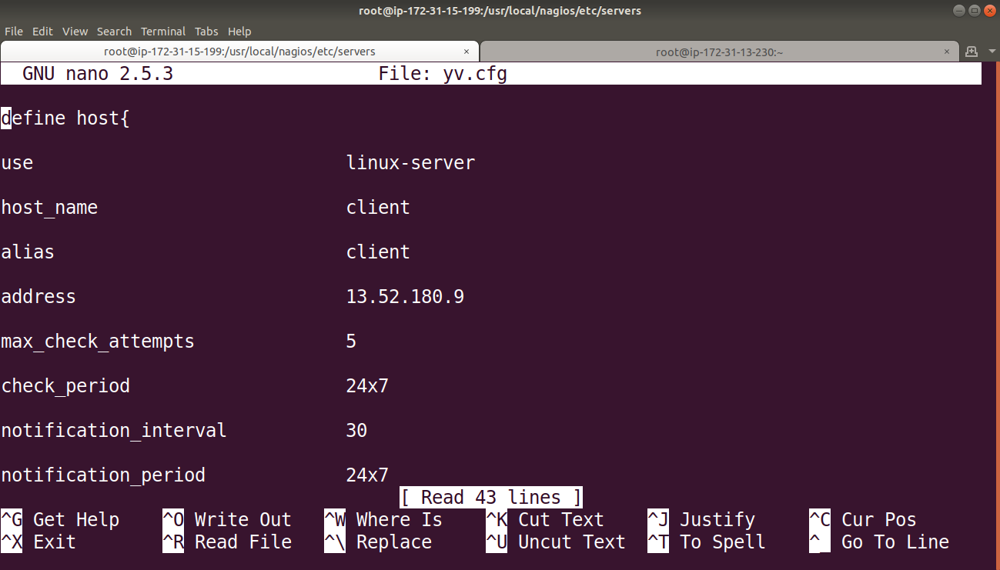 root@ip-172-31-15-199:/usr/local/nagios/etc/servers
File Edit View Search Terminal Tabs Help
root@ip-172-31-15-199:/usr/local/nagios/etc/servers × root@ip-172-31-13-230:~ ×
GNU nano 2.5.3 File: yv.cfg
define host{
use linux-server
host_name client
alias client
address 13.52.180.9
max_check_attempts 5
check_period 24x7
notification_interval 30
notification_period 24x7
[ Read 43 lines ]
^G Get Help ^O Write Out ^W Where Is ^K Cut Text ^J Justify ^C Cur Pos
^X Exit ^R Read File ^\ Replace ^U Uncut Text ^T To Spell ^_ Go To Line